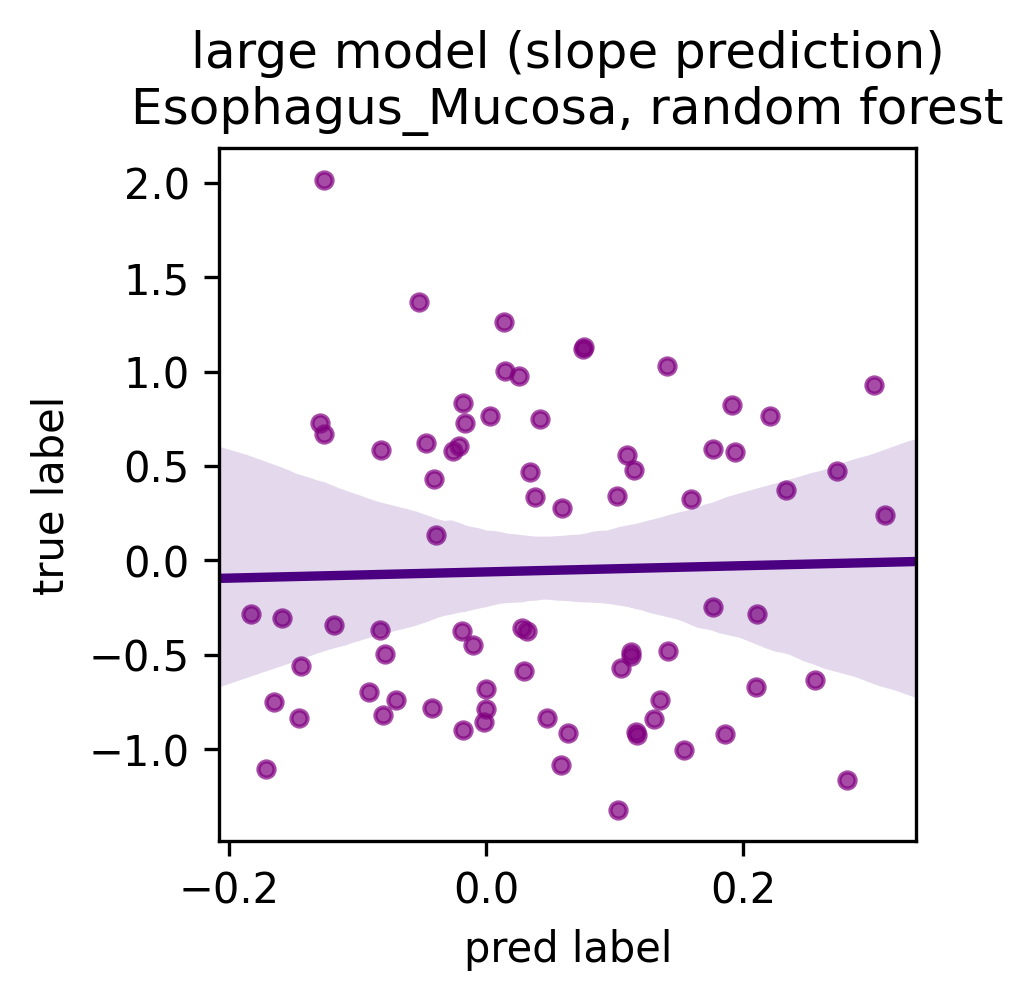 large model (slope prediction)
Esophagus_Mucosa, random forest
2.0
1.5
1.0
0.5
0.0
−0.5
−1.0
true label
−0.2
0.0
0.2
pred label